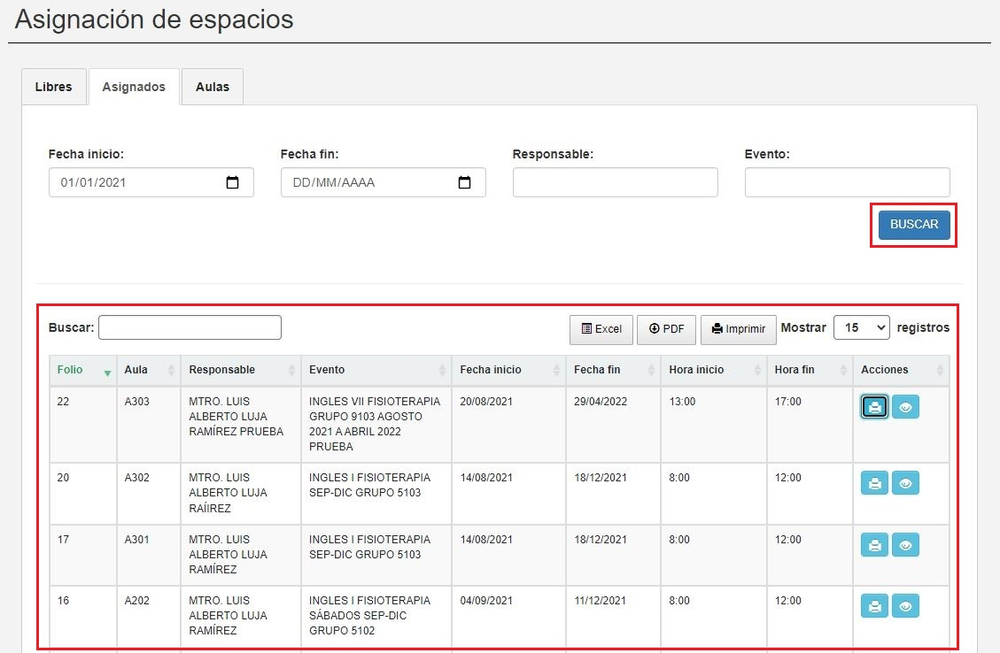 Asignación de espacios
Libres Asignados Aulas
Fecha inicio: Fecha fin: Responsable: Evento:
01/01/2021 DD/MM/AAAA
BUSCAR
Buscar: Excel PDF Imprimir Mostrar 15 registros
Folio Aula Responsable Evento Fecha inicio Fecha fin Hora inicio Hora fin Acciones
22 A303 MTRO. LUIS INGLES VII FISIOTERAPIA 20/08/2021 29/04/2022 13:00 17:00
ALBERTO LUJA GRUPO 9103 AGOSTO
RAMÍREZ PRUEBA 2021 A ABRIL 2022
PRUEBA
20 A302 MTRO. LUIS INGLES I FISIOTERAPIA 14/08/2021 18/12/2021 8:00 12:00
ALBERTO LUJA SEP-DIC GRUPO 5103
RAÍIREZ
17 A301 MTRO. LUIS INGLES I FISIOTERAPIA 14/08/2021 18/12/2021 8:00 12:00
ALBERTO LUJA SEP-DIC GRUPO 5103
RAMÍREZ
16 A202 MTRO. LUIS INGLES I FISIOTERAPIA 04/09/2021 11/12/2021 8:00 12:00
ALBERTO LUJA SÁBADOS SEP-DIC
RAMÍREZ GRUPO 5102